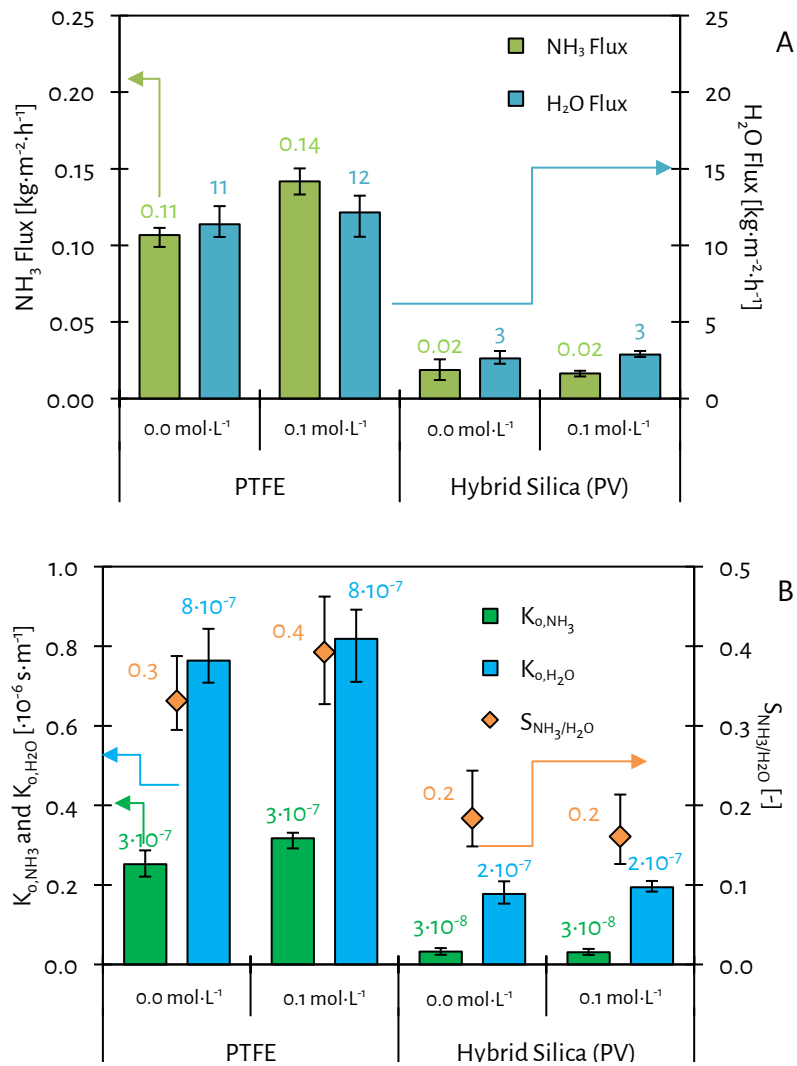 A
0.25
0.20
0.15
0.10
0.05
0.00
NH₃ Flux [kg·m⁻²·h⁻¹]
NH₃ Flux
H₂O Flux
25
20
15
10
5
0
H₂O Flux [kg·m⁻²·h⁻¹]
0.11
11
0.14
12
0.02
3
0.02
3
0.0 mol·L⁻¹
0.1 mol·L⁻¹
0.0 mol·L⁻¹
0.1 mol·L⁻¹
PTFE
Hybrid Silica (PV)
B
1.0
0.8
0.6
0.4
0.2
0.0
K₀,NH₃ and K₀,H2O [·10⁻⁶ s·m⁻¹]
K₀,NH₃
K₀,H₂O
S NH₃/H₂O
0.5
0.4
0.3
0.2
0.1
0.0
S NH3/H2O [-]
3·10⁻⁷
0.3
8·10⁻⁷
3·10⁻⁷
0.4
8·10⁻⁷
3·10⁻⁸
0.2
2·10⁻⁷
3·10⁻⁸
0.2
2·10⁻⁷
0.0 mol·L⁻¹
0.1 mol·L⁻¹
0.0 mol·L⁻¹
0.1 mol·L⁻¹
PTFE
Hybrid Silica (PV)